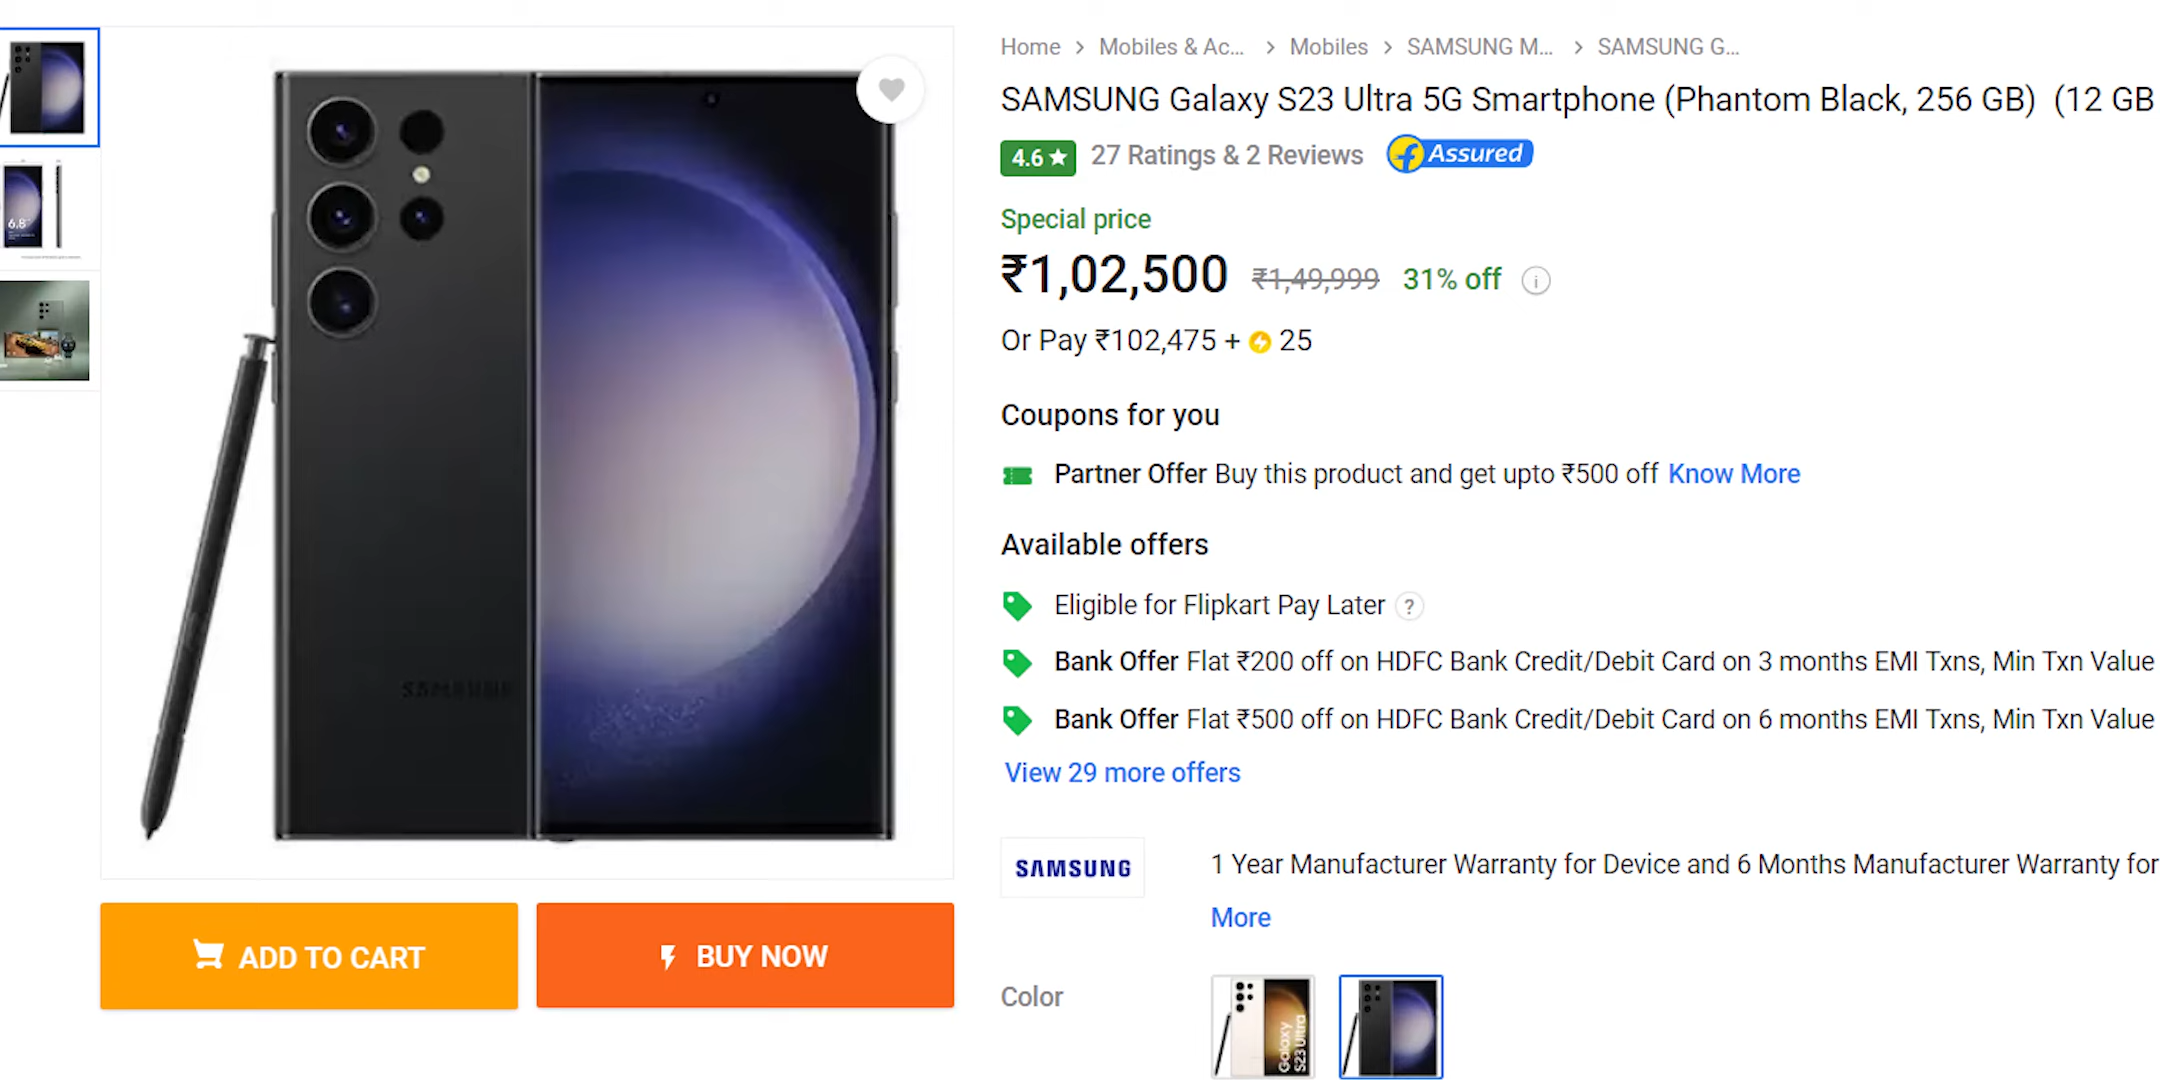 Home > Mobiles & Ac... > Mobiles > SAMSUNG M... > SAMSUNG G...
SAMSUNG Galaxy S23 Ultra 5G Smartphone (Phantom Black, 256 GB) (12 GB
4.6 ★ 27 Ratings & 2 Reviews Assured
Special price
₹1,02,500 ₹1,49,999 31% off i
Or Pay ₹102,475 + 25
Coupons for you
Partner Offer Buy this product and get upto ₹500 off Know More
Available offers
Eligible for Flipkart Pay Later ?
Bank Offer Flat ₹200 off on HDFC Bank Credit/Debit Card on 3 months EMI Txns, Min Txn Value
Bank Offer Flat ₹500 off on HDFC Bank Credit/Debit Card on 6 months EMI Txns, Min Txn Value
View 29 more offers
SAMSUNG
1 Year Manufacturer Warranty for Device and 6 Months Manufacturer Warranty for
More
Color
Galaxy
S23 Ultra
6.8"
SAMSUNG
ADD TO CART
BUY NOW